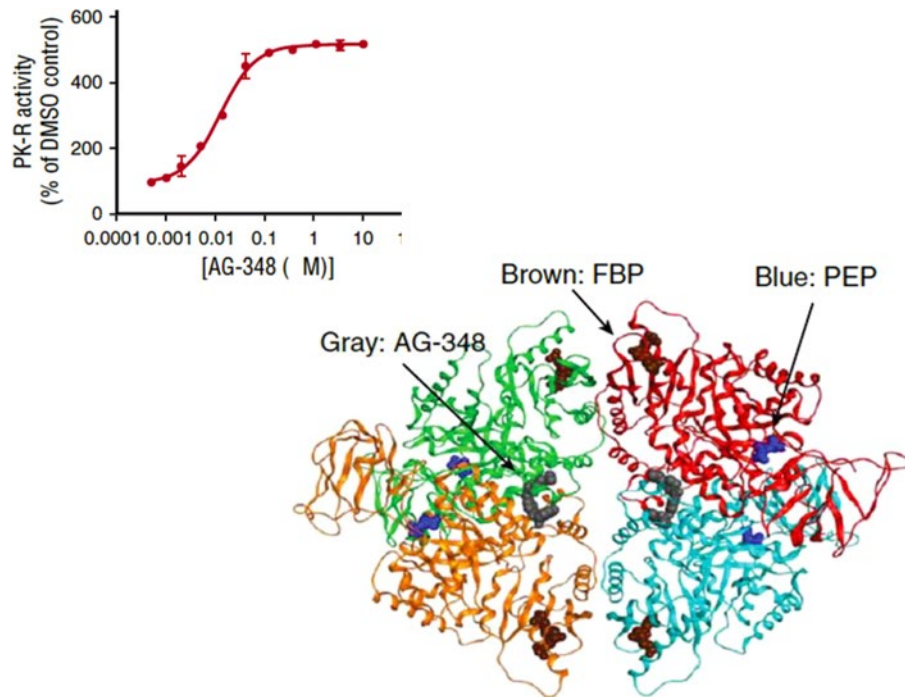 600
400
200
0
PK-R activity
(% of DMSO control)
0.0001 0.001 0.01 0.1 1 10 1
[AG-348 ( M)]
Brown: FBP
Blue: PEP
Gray: AG-348